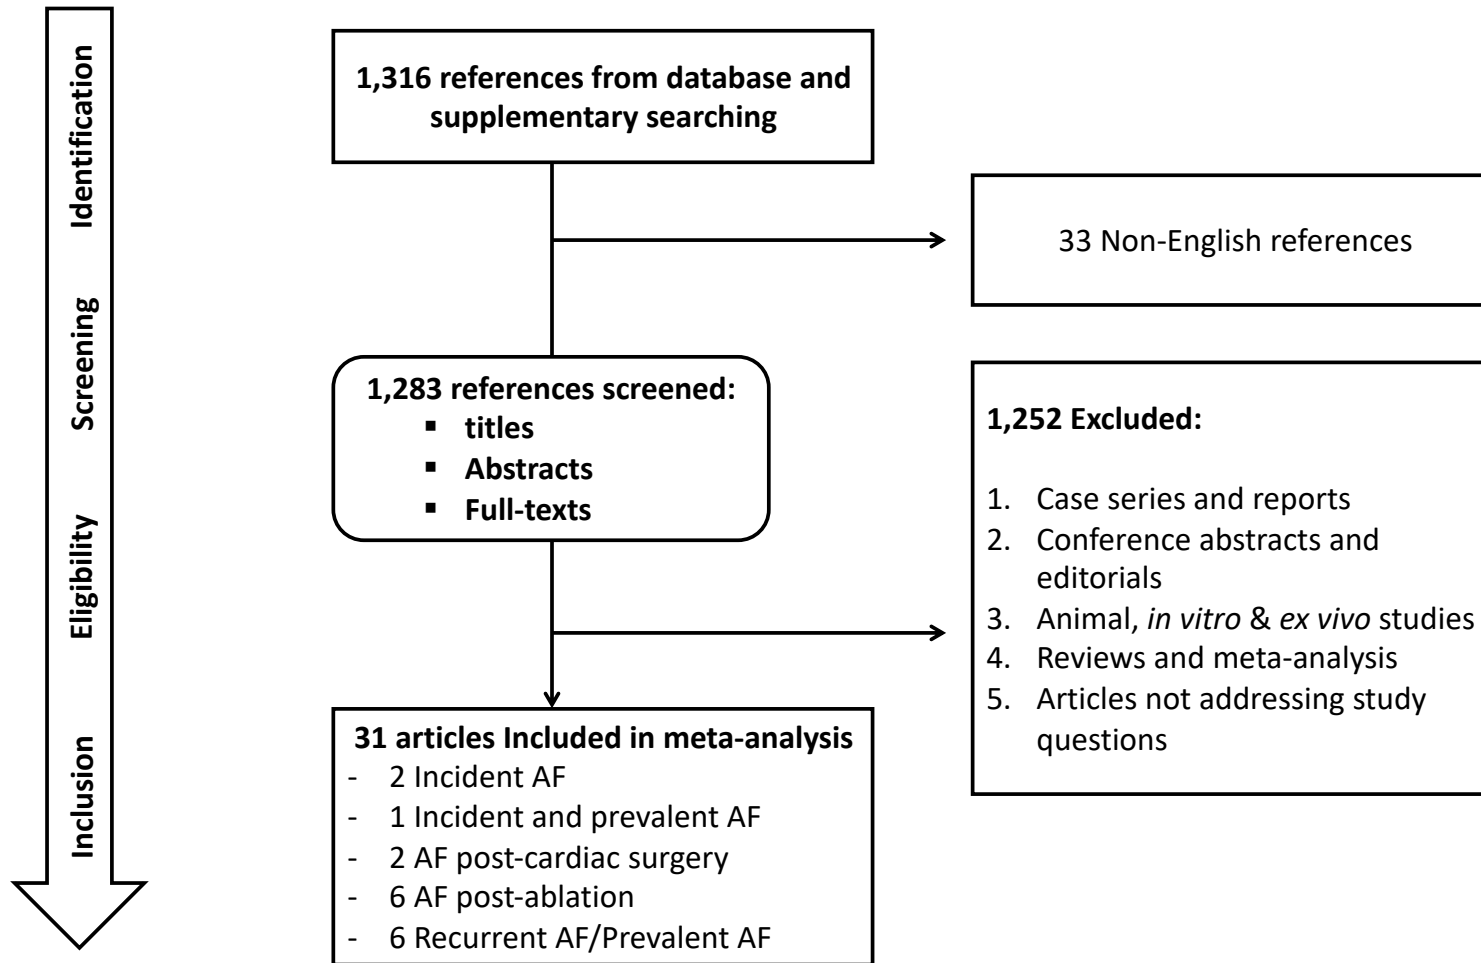 Identification
Screening
Eligibility
Inclusion
1,316 references from database and
supplementary searching
33 Non-English references
1,283 references screened:
▪ titles
▪ Abstracts
▪ Full-texts
1,252 Excluded:
1. Case series and reports
2. Conference abstracts and
editorials
3. Animal, in vitro & ex vivo studies
4. Reviews and meta-analysis
5. Articles not addressing study
questions
31 articles Included in meta-analysis
- 2 Incident AF
- 1 Incident and prevalent AF
- 2 AF post-cardiac surgery
- 6 AF post-ablation
- 6 Recurrent AF/Prevalent AF